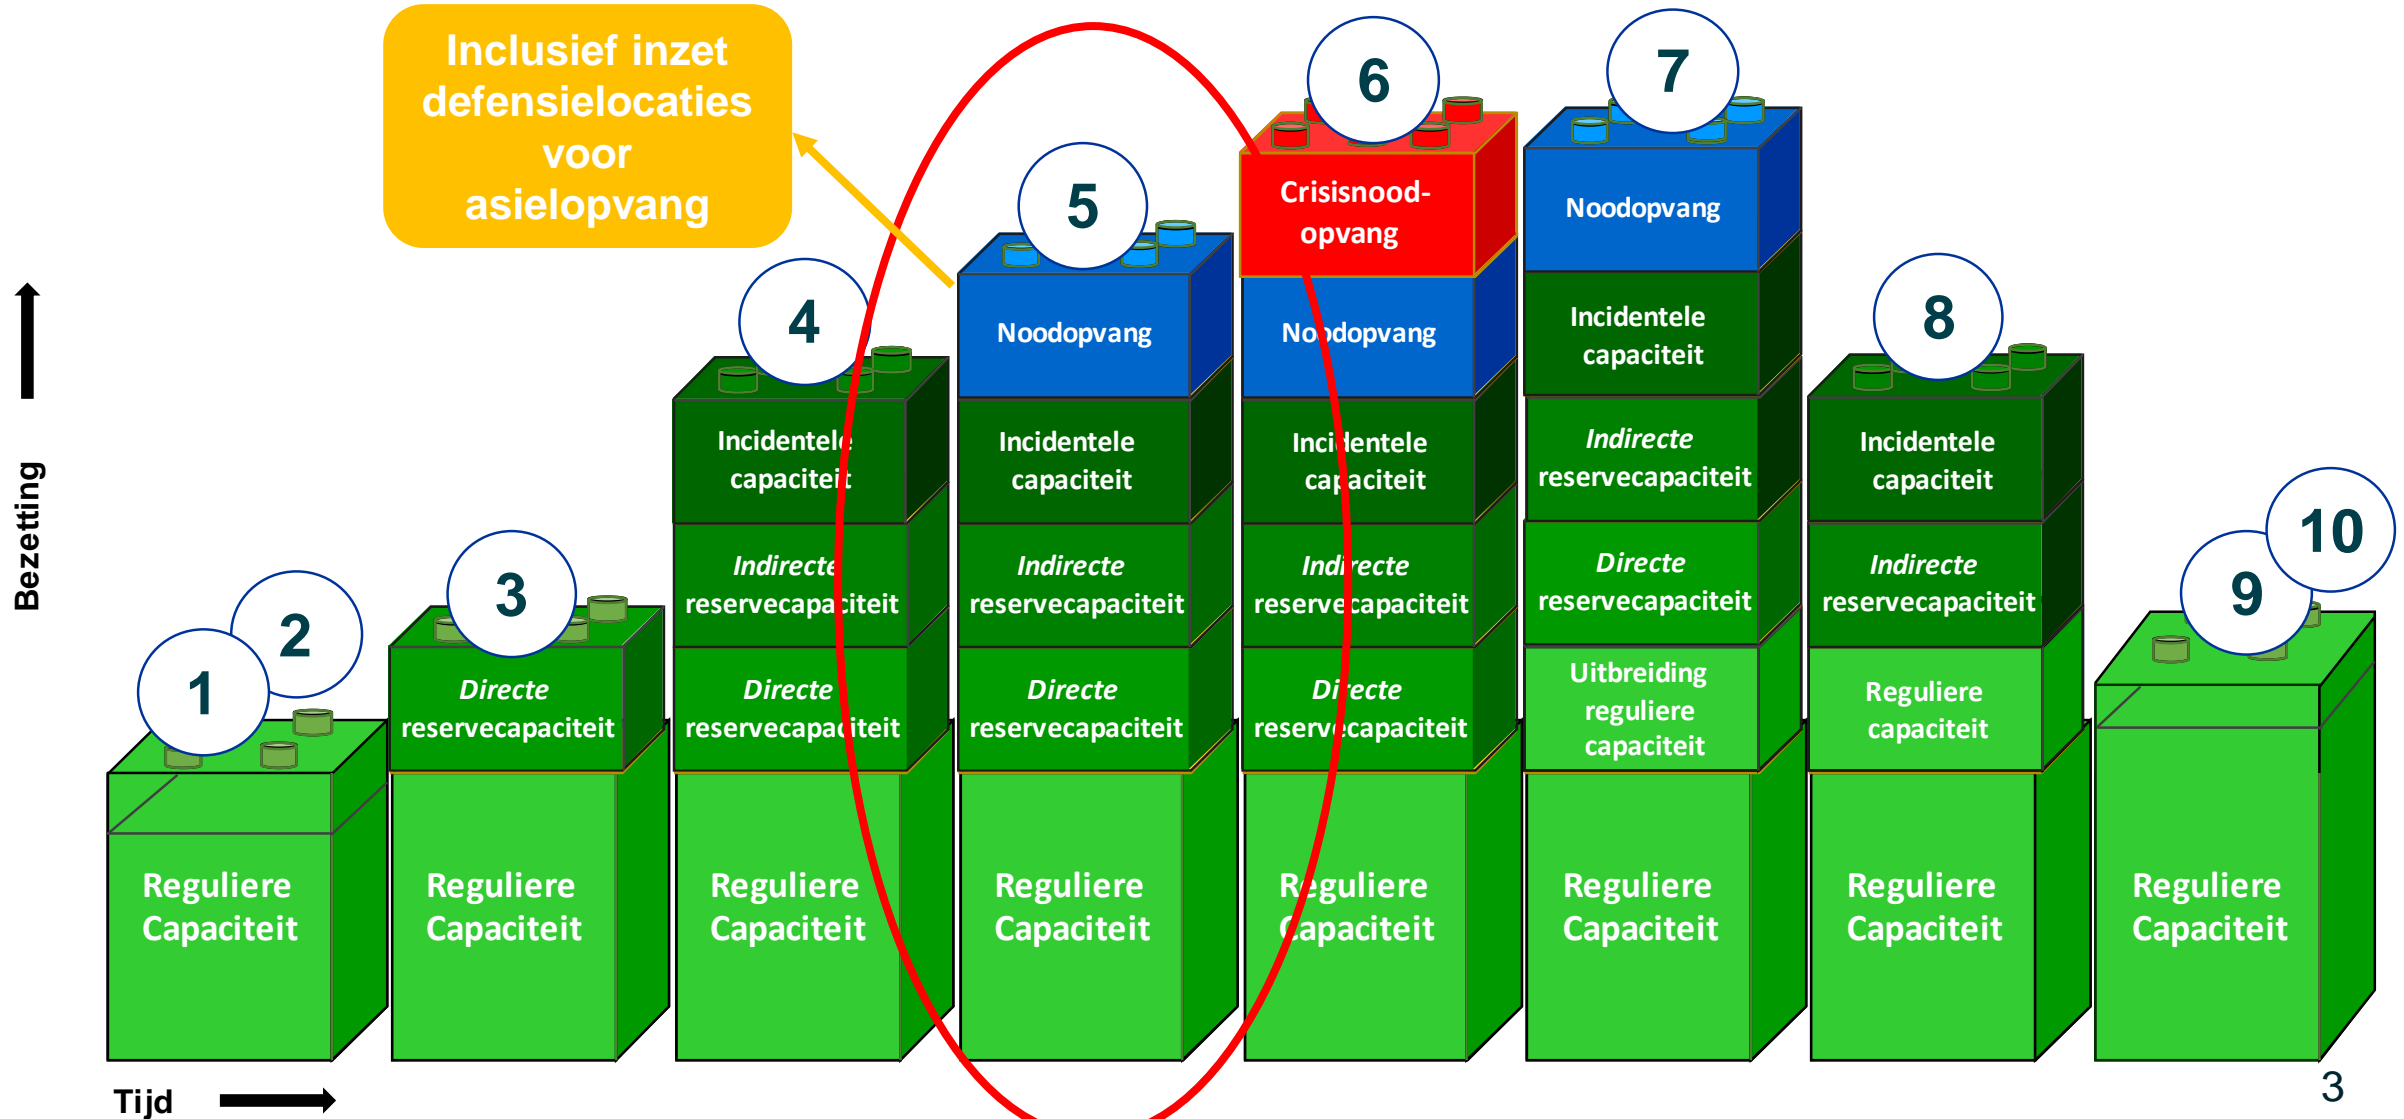 Inclusief inzet
defensielocaties
voor
asielopvang
Bezetting
Tijd
1
2
Reguliere
Capaciteit
3
Directe
reservecapaciteit
Reguliere
Capaciteit
4
Incidentele
capaciteit
Indirecte
reservecapaciteit
Directe
reservecapaciteit
Reguliere
Capaciteit
5
Noodopvang
Incidentele
capaciteit
Indirecte
reservecapaciteit
Directe
reservecapaciteit
Reguliere
Capaciteit
6
Crisisnood-
opvang
Noodopvang
Incidentele
capaciteit
Indirecte
reservecapaciteit
Directe
reservecapaciteit
Reguliere
Capaciteit
7
Noodopvang
Incidentele
capaciteit
Indirecte
reservecapaciteit
Directe
reservecapaciteit
Uitbreiding
reguliere
capaciteit
Reguliere
Capaciteit
8
Incidentele
capaciteit
Indirecte
reservecapaciteit
Reguliere
capaciteit
Reguliere
Capaciteit
9
10
Reguliere
Capaciteit
3